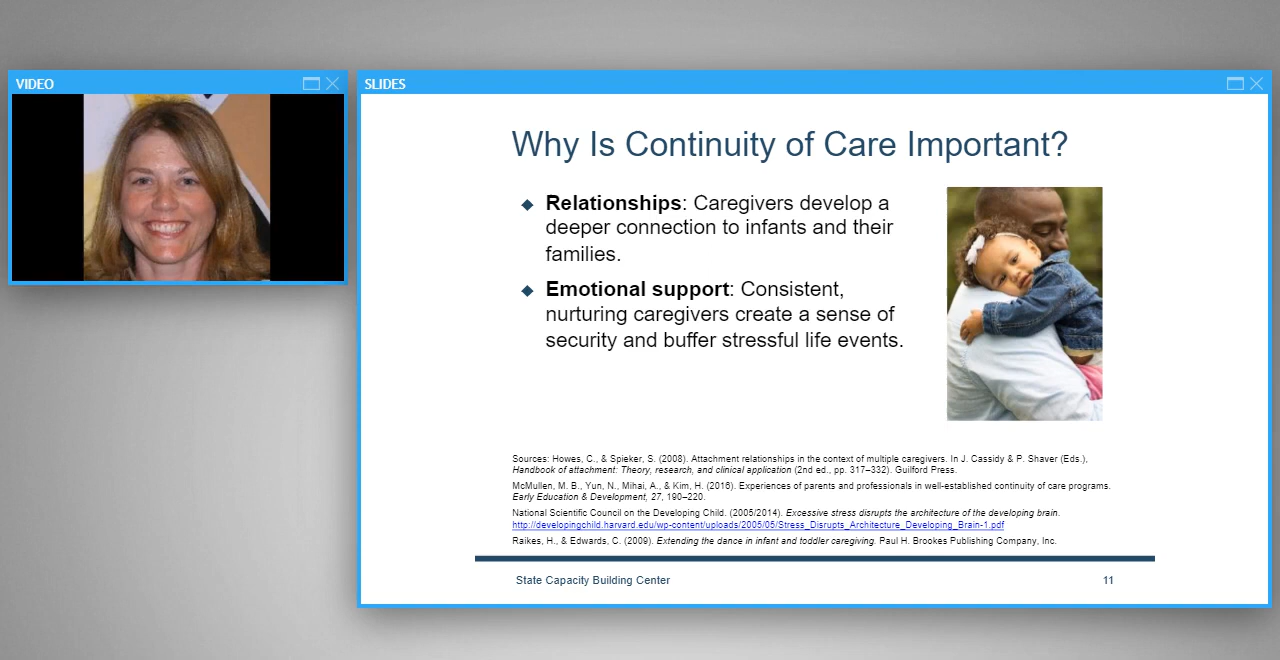 VIDEO
SLIDES
Why Is Continuity of Care Important?
◆ Relationships: Caregivers develop a
deeper connection to infants and their
families.
◆ Emotional support: Consistent,
nurturing caregivers create a sense of
security and buffer stressful life events.
Sources: Howes, C., & Spieker, S. (2008). Attachment relationships in the context of multiple caregivers. In J. Cassidy & P. Shaver (Eds.),
Handbook of attachment: Theory, research, and clinical application (2nd ed., pp. 317–332). Guilford Press.
McMullen, M. B., Yun, N., Mihai, A., & Kim, H. (2016). Experiences of parents and professionals in well-established continuity of care programs.
Early Education & Development, 27, 190–220.
National Scientific Council on the Developing Child. (2005/2014). Excessive stress disrupts the architecture of the developing brain.
http://developingchild.harvard.edu/wp-content/uploads/2005/05/Stress_Disrupts_Architecture_Developing_Brain-1.pdf
Raikes, H., & Edwards, C. (2009). Extending the dance in infant and toddler caregiving. Paul H. Brookes Publishing Company, Inc.
State Capacity Building Center
11